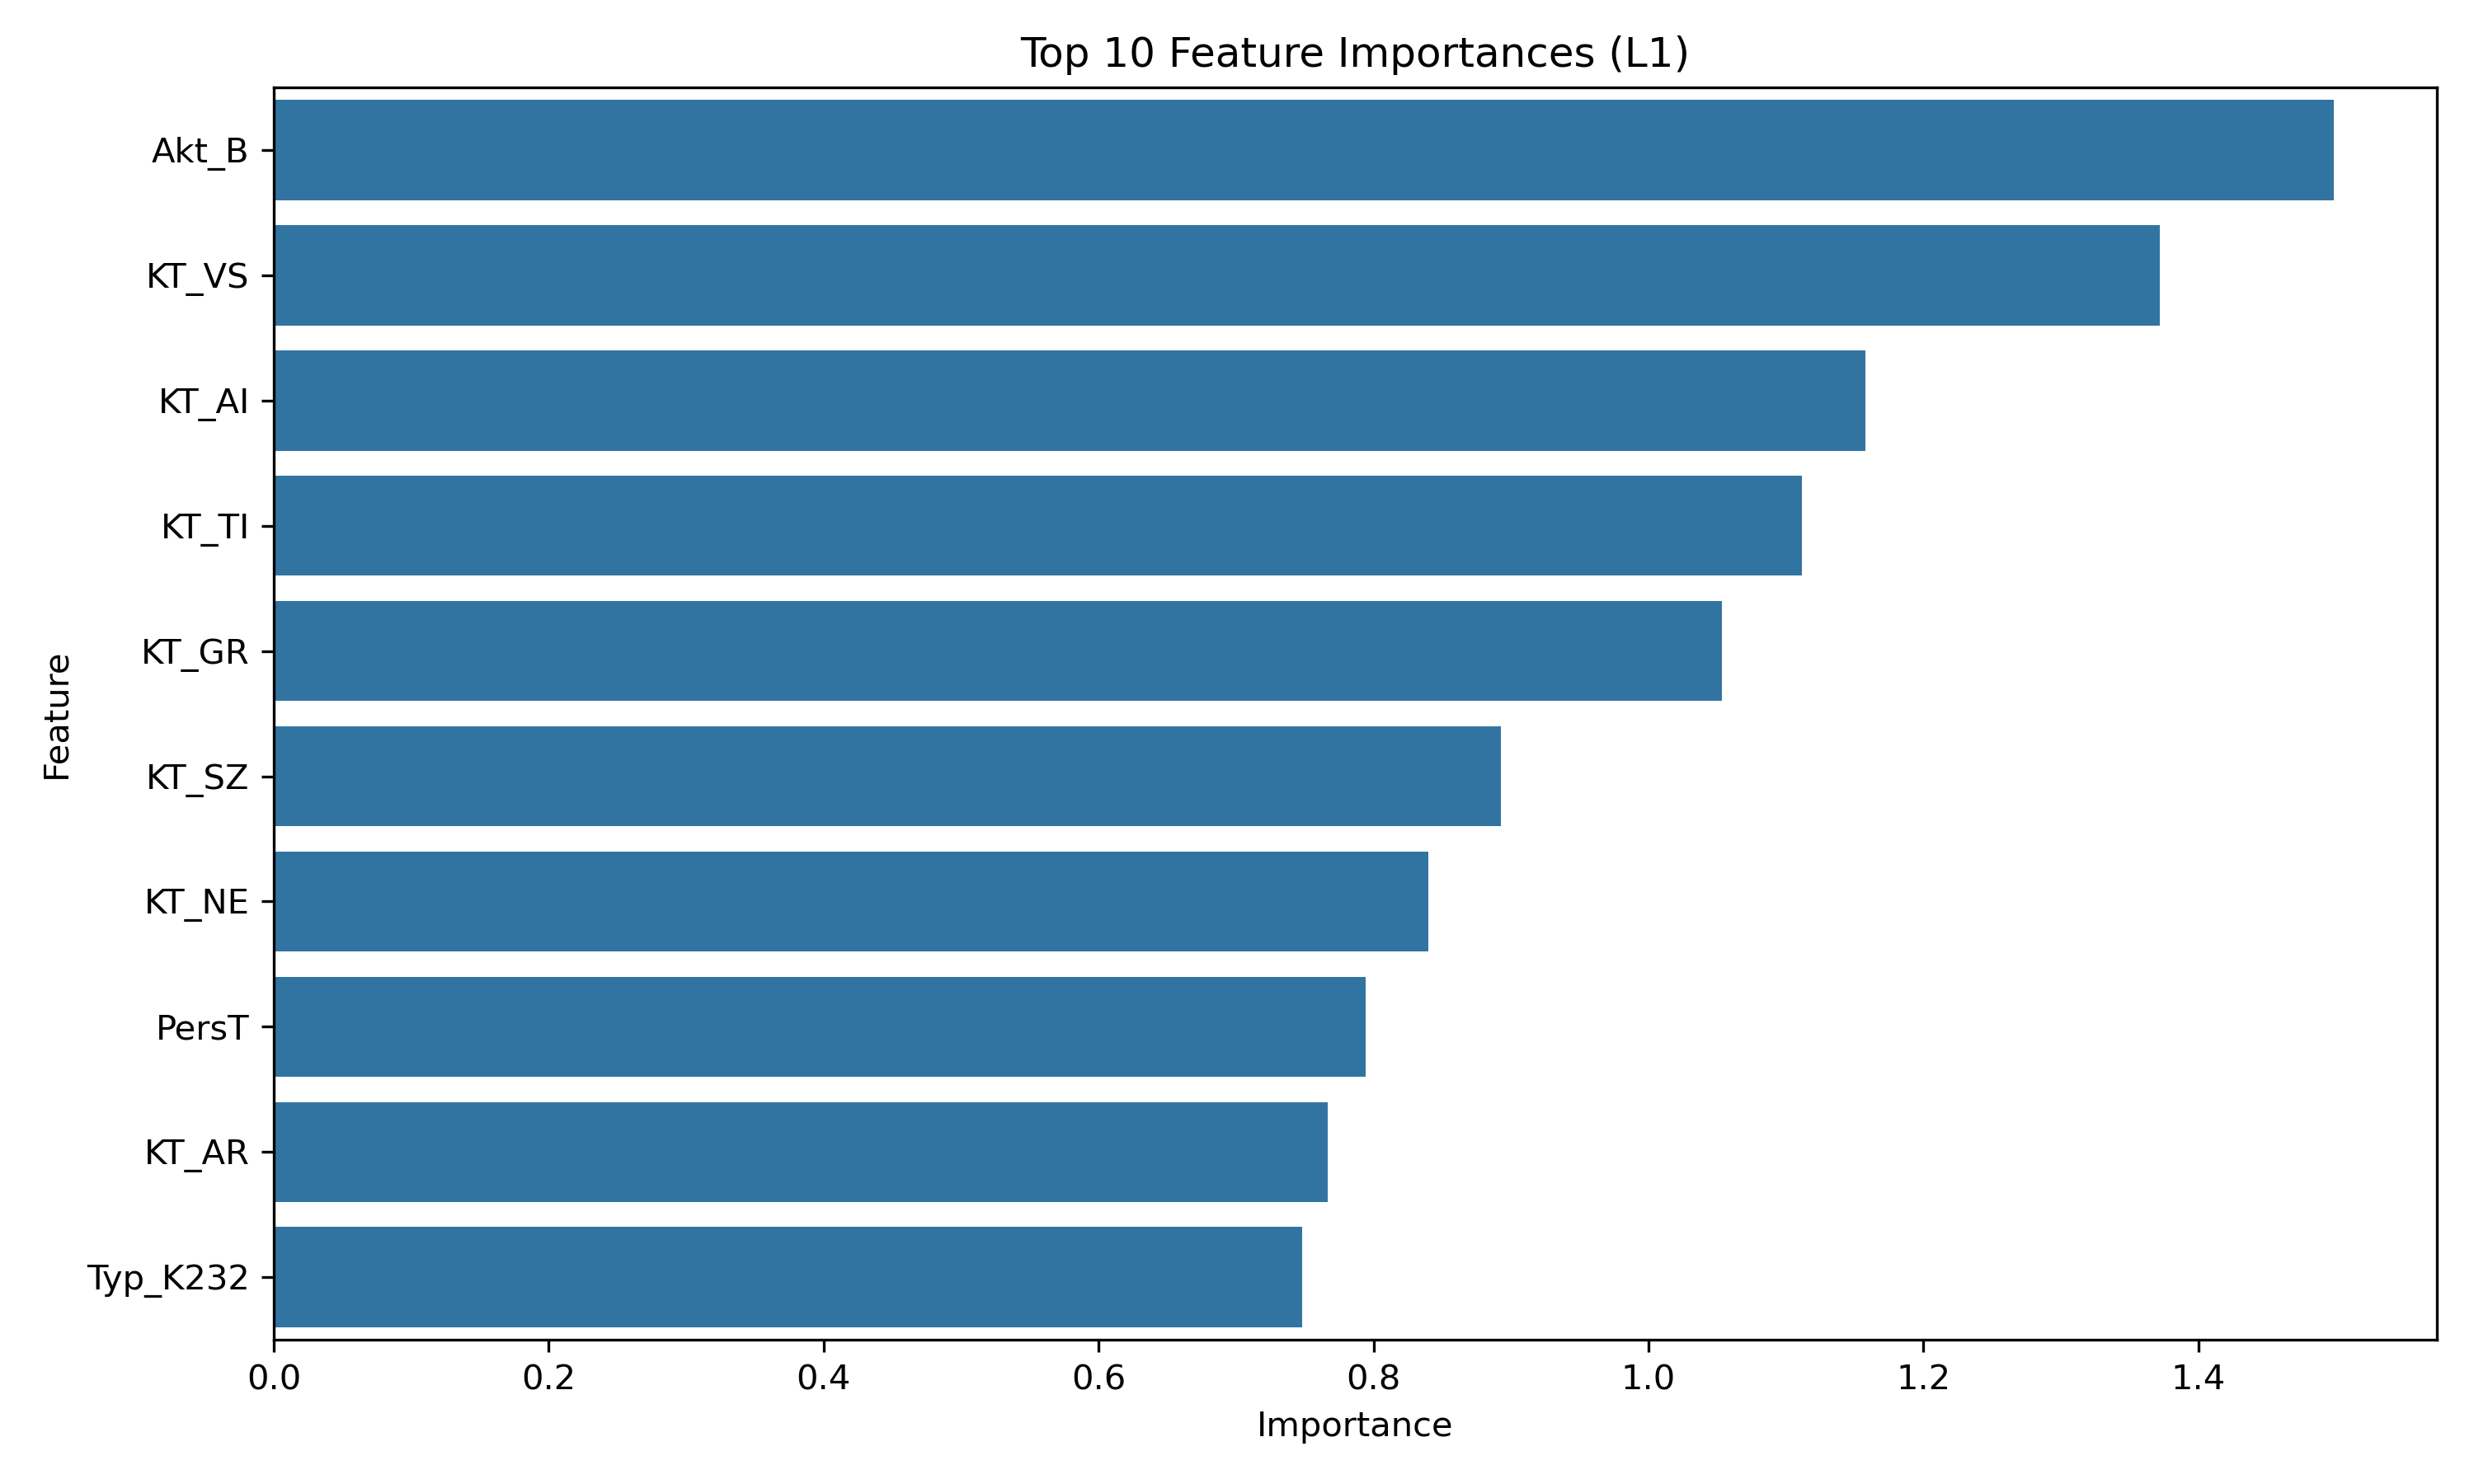 Top 10 Feature Importances (L1)
Akt_B
KT_VS
KT_AI
KT_TI
KT_GR
KT_SZ
KT_NE
PersT
KT_AR
Typ_K232
Feature
0.0 0.2 0.4 0.6 0.8 1.0 1.2 1.4
Importance